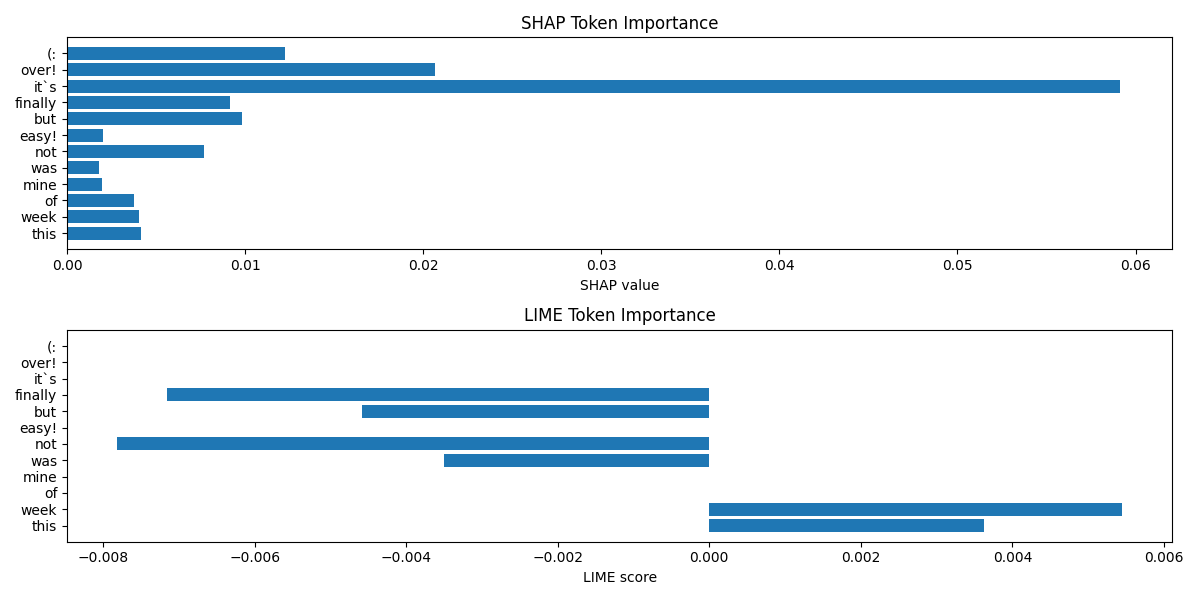 SHAP Token Importance
(:
over!
it`s
finally
but
easy!
not
was
mine
of
week
this
0.00 0.01 0.02 0.03 0.04 0.05 0.06
SHAP value
LIME Token Importance
(:
over!
it`s
finally
but
easy!
not
was
mine
of
week
this
−0.008 −0.006 −0.004 −0.002 0.000 0.002 0.004 0.006
LIME score